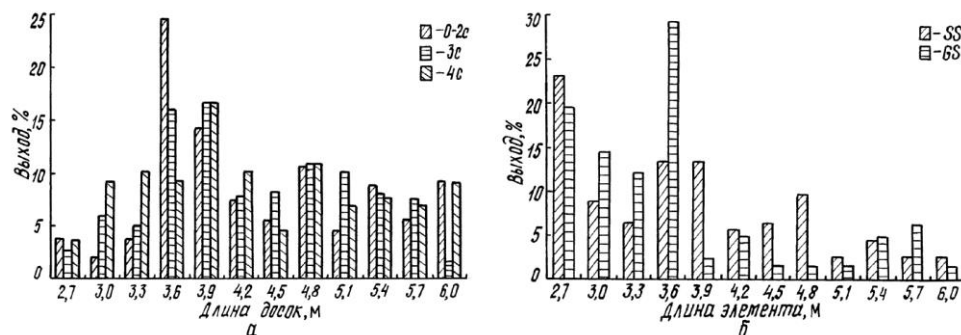 25
20
15
10
5
0
Выход, %
-0-2с
-3с
-4с
2,7 3,0 3,3 3,6 3,9 4,2 4,5 4,8 5,1 5,4 5,7 6,0
Длина досок, м
а
30
25
20
15
10
5
0
Выход, %
-SS
-GS
2,7 3,0 3,3 3,6 3,9 4,2 4,5 4,8 5,1 5,4 5,7 6,0
Длина элемента, м
б